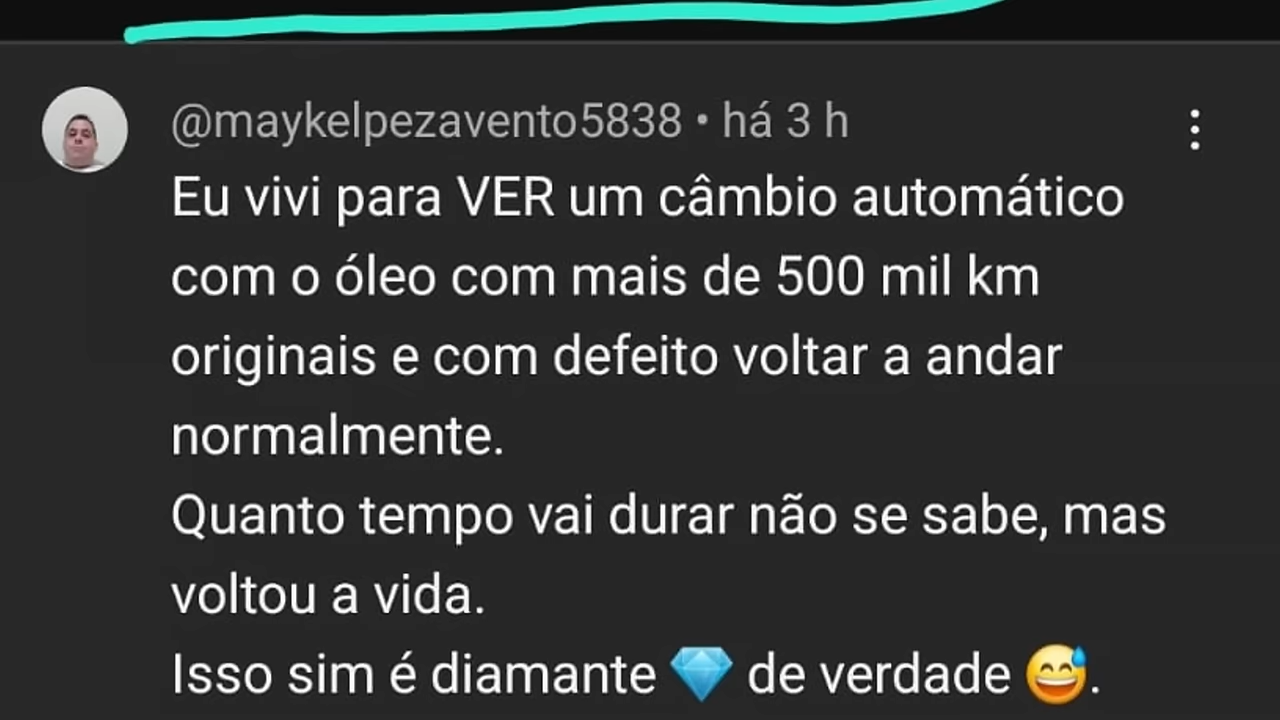 @maykelpezavento5838 • há 3 h
Eu vivi para VER um câmbio automático
com o óleo com mais de 500 mil km
originais e com defeito voltar a andar
normalmente.
Quanto tempo vai durar não se sabe, mas
voltou a vida.
Isso sim é diamante 💎 de verdade 😅.